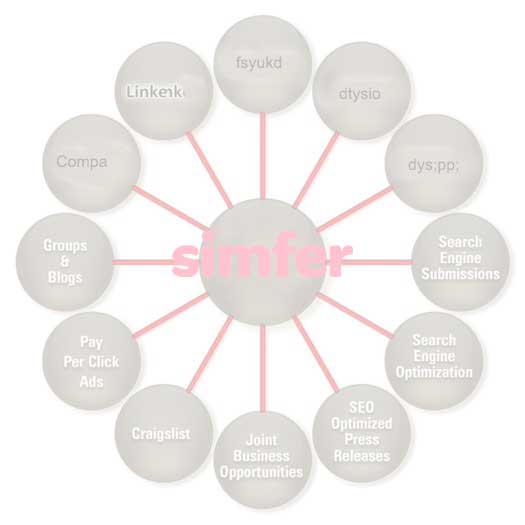 fsyukd
dtysio
dys;pp;
Search
Engine
Submissions
Search
Engine
Optimization
SEO
Optimized
Press
Releases
Joint
Business
Opportunities
Craigslist
Pay
Per Click
Ads
Groups
&
Blogs
Compa
Linkenk
simfer